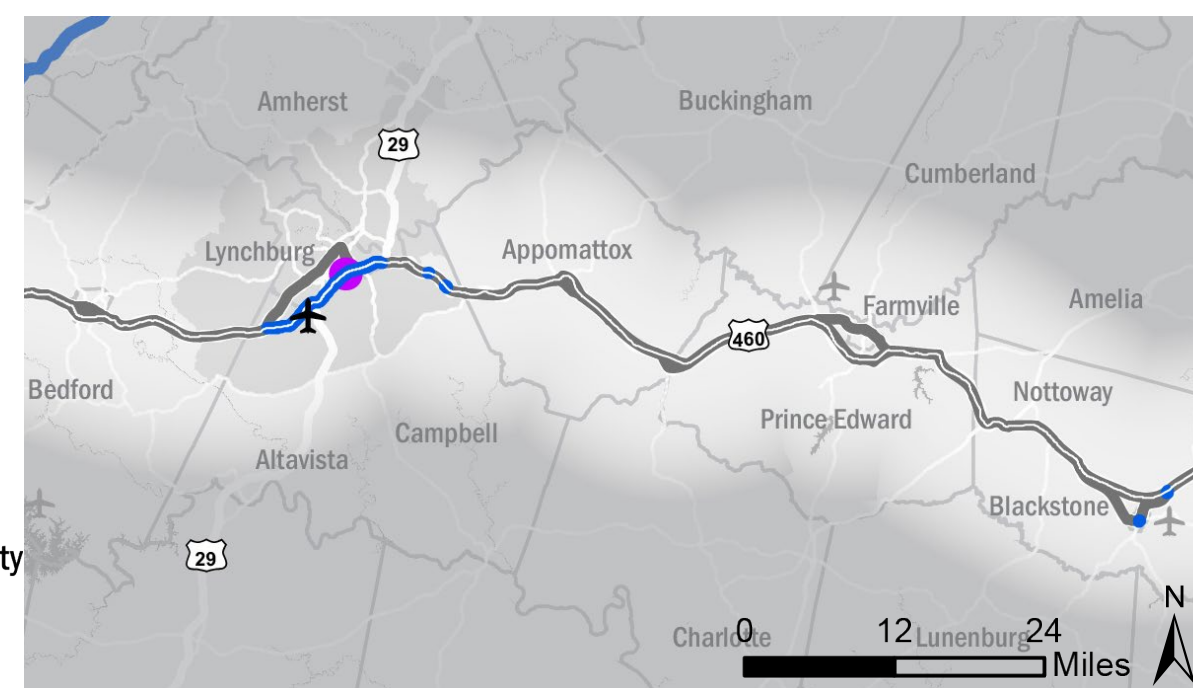 Amherst
Buckingham
29
Cumberland
Lynchburg
Appomattox
Amelia
Farmville
460
Bedford
Nottoway
Prince Edward
Campbell
Altavista
Blackstone
29
ty
N
Charlotte
Lunenburg
0 12 24
Miles